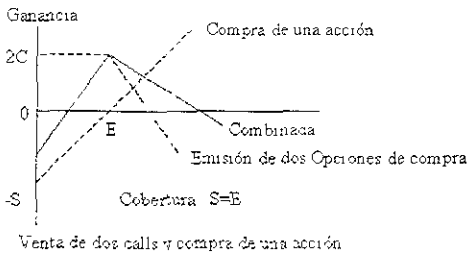 Ganancia
Compra de una acción
2C
0
E
Combinada
Emisión de dos Opciones de compra
-S
Cobertura S=E
Venta de dos calls y compra de una acción